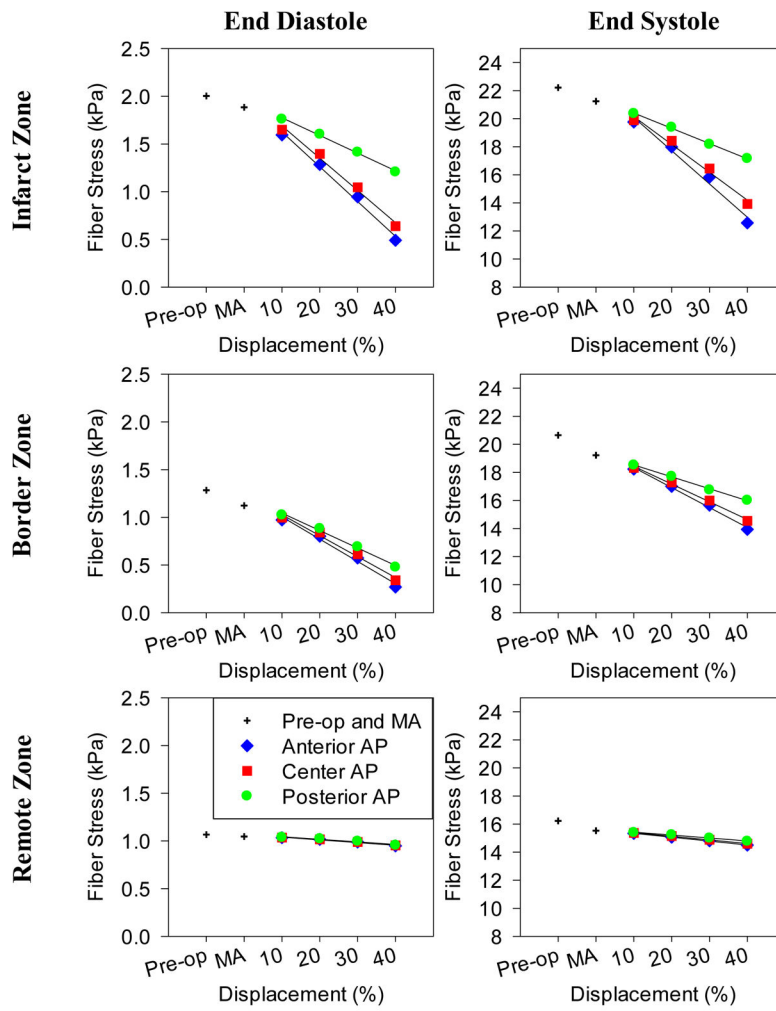 End Diastole
End Systole
Infarct Zone
Fiber Stress (kPa)
2.5
2.0
1.5
1.0
0.5
0.0
Pre-op MA 10 20 30 40
Displacement (%)
Fiber Stress (kPa)
24
22
20
18
16
14
12
10
8
Pre-op MA 10 20 30 40
Displacement (%)
Border Zone
Fiber Stress (kPa)
2.5
2.0
1.5
1.0
0.5
0.0
Pre-op MA 10 20 30 40
Displacement (%)
Fiber Stress (kPa)
24
22
20
18
16
14
12
10
8
Pre-op MA 10 20 30 40
Displacement (%)
Remote Zone
Fiber Stress (kPa)
2.5
2.0
1.5
1.0
0.5
0.0
Pre-op and MA
Anterior AP
Center AP
Posterior AP
Pre-op MA 10 20 30 40
Displacement (%)
Fiber Stress (kPa)
24
22
20
18
16
14
12
10
8
Pre-op MA 10 20 30 40
Displacement (%)